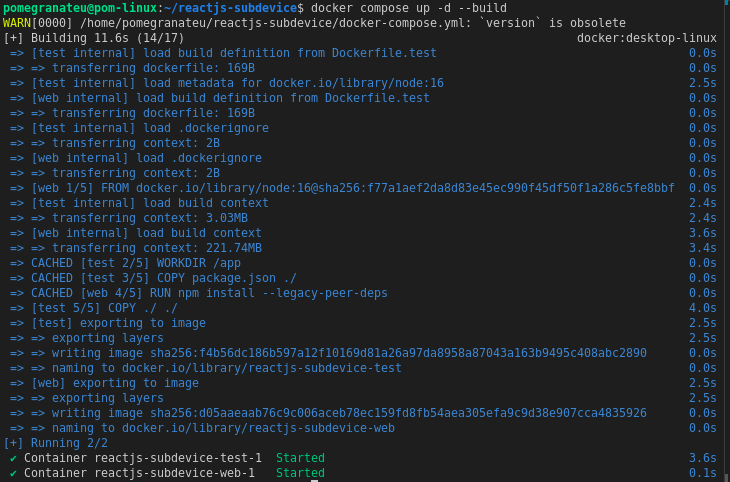 pomegranateu@pom-linux:~/reactjs-subdevice$ docker compose up -d --build
WARN[0000] /home/pomegranateu/reactjs-subdevice/docker-compose.yml: `version` is obsolete
[+] Building 11.6s (14/17) docker:desktop-linux
=> [test internal] load build definition from Dockerfile.test 0.0s
=> => transferring dockerfile: 169B 0.0s
=> [test internal] load metadata for docker.io/library/node:16 2.5s
=> [web internal] load build definition from Dockerfile.test 0.0s
=> => transferring dockerfile: 169B 0.0s
=> [test internal] load .dockerignore 0.0s
=> => transferring context: 2B 0.0s
=> [web internal] load .dockerignore 0.0s
=> => transferring context: 2B 0.0s
=> [web 1/5] FROM docker.io/library/node:16@sha256:f77a1aef2da8d83e45ec990f45df50f1a286c5fe8bbf 0.0s
=> [test internal] load build context 2.4s
=> => transferring context: 3.03MB 2.4s
=> [web internal] load build context 3.6s
=> => transferring context: 221.74MB 3.4s
=> CACHED [test 2/5] WORKDIR /app 0.0s
=> CACHED [test 3/5] COPY package.json ./ 0.0s
=> CACHED [web 4/5] RUN npm install --legacy-peer-deps 0.0s
=> [test 5/5] COPY ./ ./ 4.0s
=> [test] exporting to image 2.5s
=> => exporting layers 2.5s
=> => writing image sha256:f4b56dc186b597a12f10169d81a26a97da8958a87043a163b9495c408abc2890 0.0s
=> => naming to docker.io/library/reactjs-subdevice-test 0.0s
=> [web] exporting to image 2.5s
=> => exporting layers 2.5s
=> => writing image sha256:d05aaeaab76c9c006aceb78ec159fd8fb54aea305efa9c9d38e907cca4835926 0.0s
=> => naming to docker.io/library/reactjs-subdevice-web 0.0s
[+] Running 2/2
✔ Container reactjs-subdevice-test-1 Started 3.6s
✔ Container reactjs-subdevice-web-1 Started 0.1s